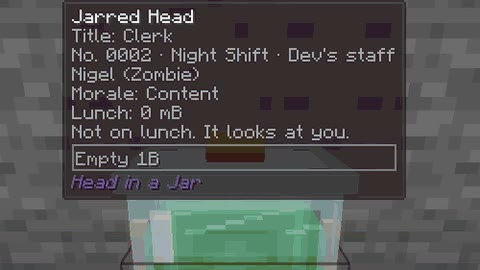 Jarred Head
Title: Clerk
No. 0002 · Night Shift · Dev's staff
Nigel (Zombie)
Morale: Content
Lunch: 0 mB
Not on lunch. It looks at you.
Empty 1B
Head in a Jar